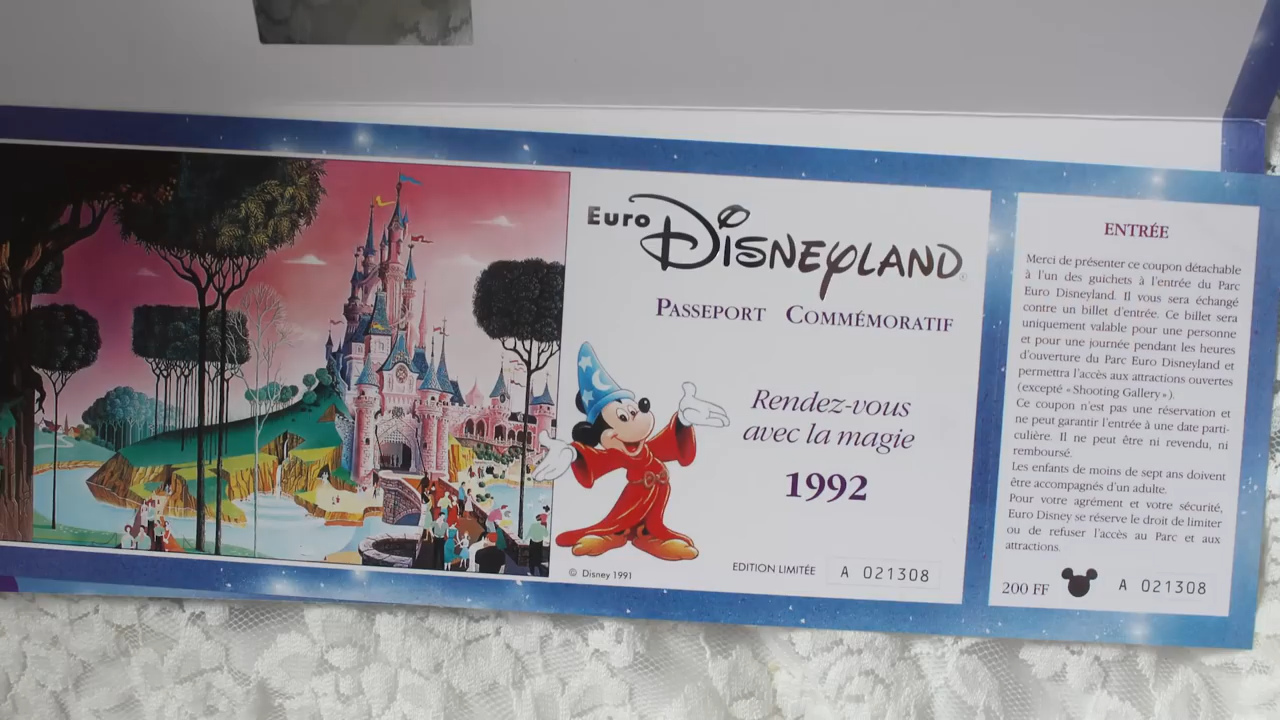 Euro DISNEYLAND®
PASSEPORT COMMÉMORATIF
Rendez-vous
avec la magie
1992
© Disney 1991
EDITION LIMITÉE A 021308
ENTRÉE
Merci de présenter ce coupon détachable
à l'un des guichets à l'entrée du Parc
Euro Disneyland. Il vous sera échangé
contre un billet d'entrée. Ce billet sera
uniquement valable pour une personne
et pour une journée pendant les heures
d'ouverture du Parc Euro Disneyland et
permettra l'accès aux attractions ouvertes
(excepté « Shooting Gallery »).
Ce coupon n'est pas une réservation et
ne peut garantir l'entrée à une date parti-
culière. Il ne peut être ni revendu, ni
remboursé.
Les enfants de moins de sept ans doivent
être accompagnés d'un adulte.
Pour votre agrément et votre sécurité,
Euro Disney se réserve le droit de limiter
ou de refuser l'accès au Parc et aux
attractions.
200 FF A 021308